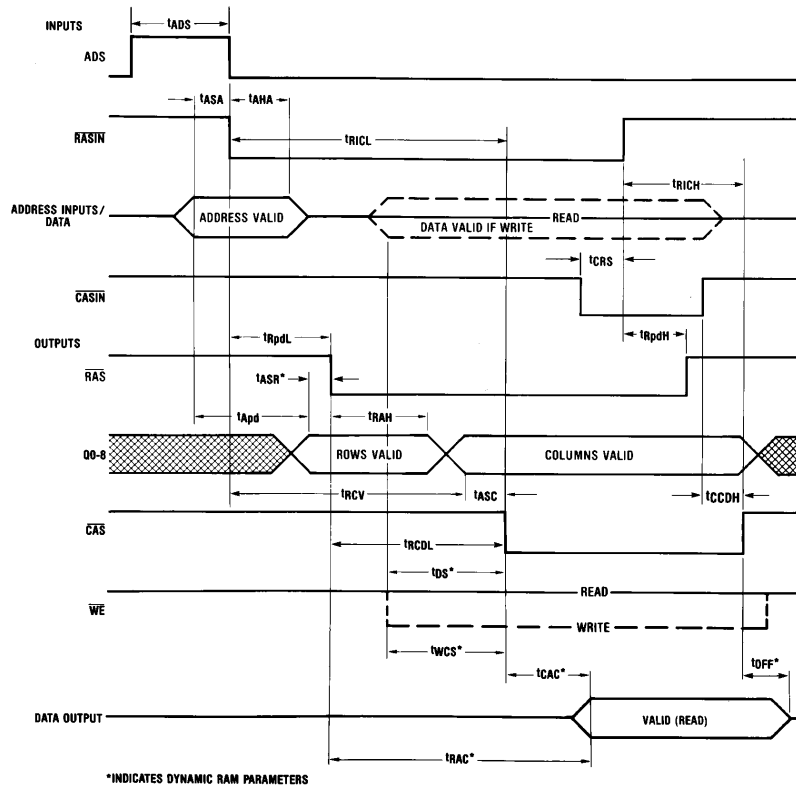 INPUTS
tADS
ADS
tASA
tAHA
RASIN
tRICL
tRICH
ADDRESS INPUTS/
DATA
ADDRESS VALID
READ
DATA VALID IF WRITE
tCRS
CASIN
tRpdL
tRpdH
OUTPUTS
RAS
tASR*
tApd
tRAH
Q0-8
ROWS VALID
COLUMNS VALID
tRCV
tASC
tCCDH
CAS
tRCDL
tDS*
READ
WE
WRITE
tWCS*
tOFF*
tCAC*
DATA OUTPUT
VALID (READ)
tRAC*
*INDICATES DYNAMIC RAM PARAMETERS